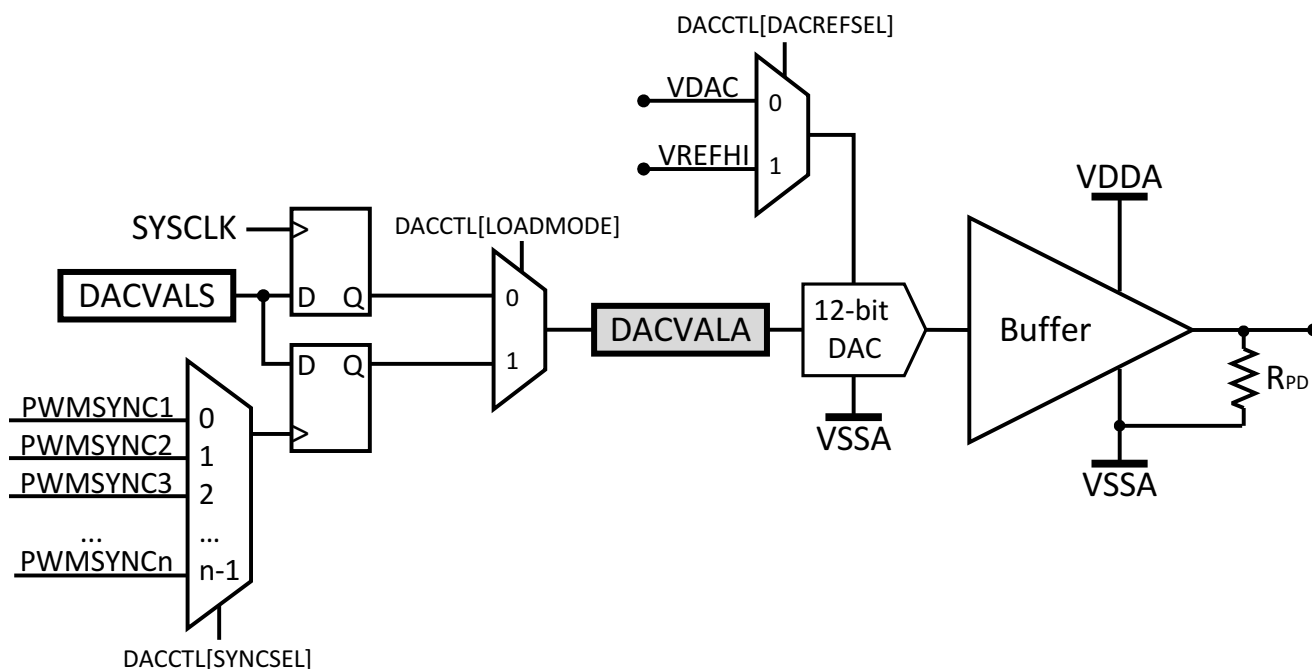 DACCTL[DACREFSEL]
VDAC
0
VREFHI
1
VDDA
SYSCLK
DACCTL[LOADMODE]
DACVALS
D Q
0
DACVALA
12-bit
DAC
Buffer
D Q
1
RPD
PWMSYNC1
0
PWMSYNC2
1
PWMSYNC3
2
VSSA
VSSA
...
...
PWMSYNCn
n-1
DACCTL[SYNCSEL]